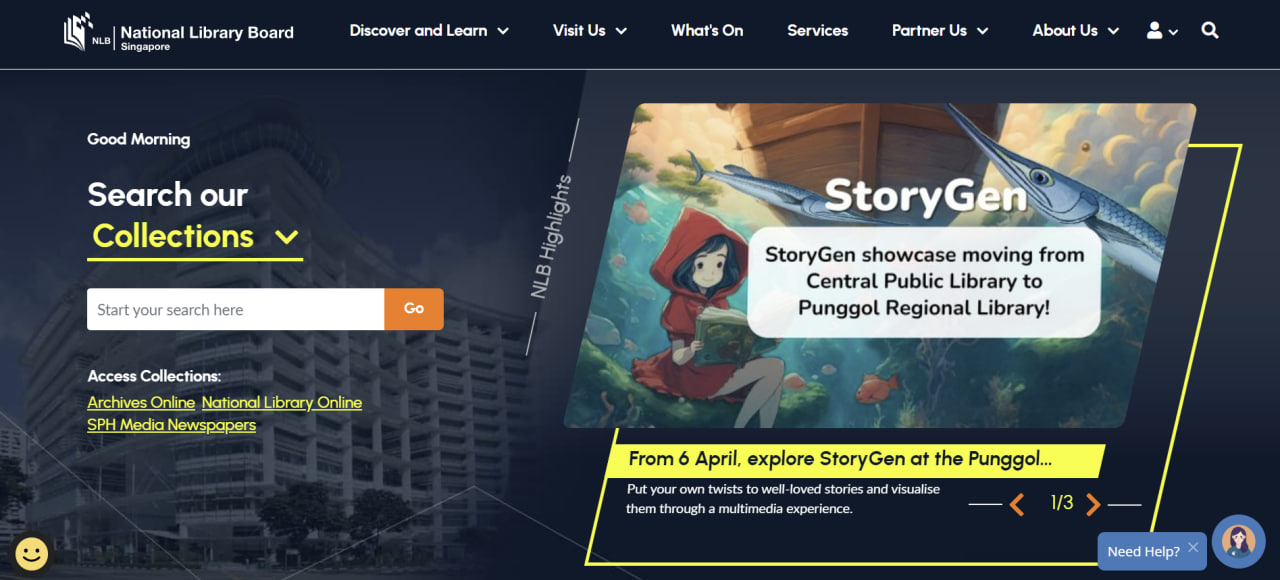 NLB
National Library Board
Singapore
Discover and Learn
Visit Us
What's On
Services
Partner Us
About Us
Good Morning
Search our
Collections
Start your search here
Go
Access Collections:
Archives Online National Library Online
SPH Media Newspapers
NLB Highlights
StoryGen
StoryGen showcase moving from
Central Public Library to
Punggol Regional Library!
From 6 April, explore StoryGen at the Punggol...
Put your own twists to well-loved stories and visualise
them through a multimedia experience.
1/3
Need Help?